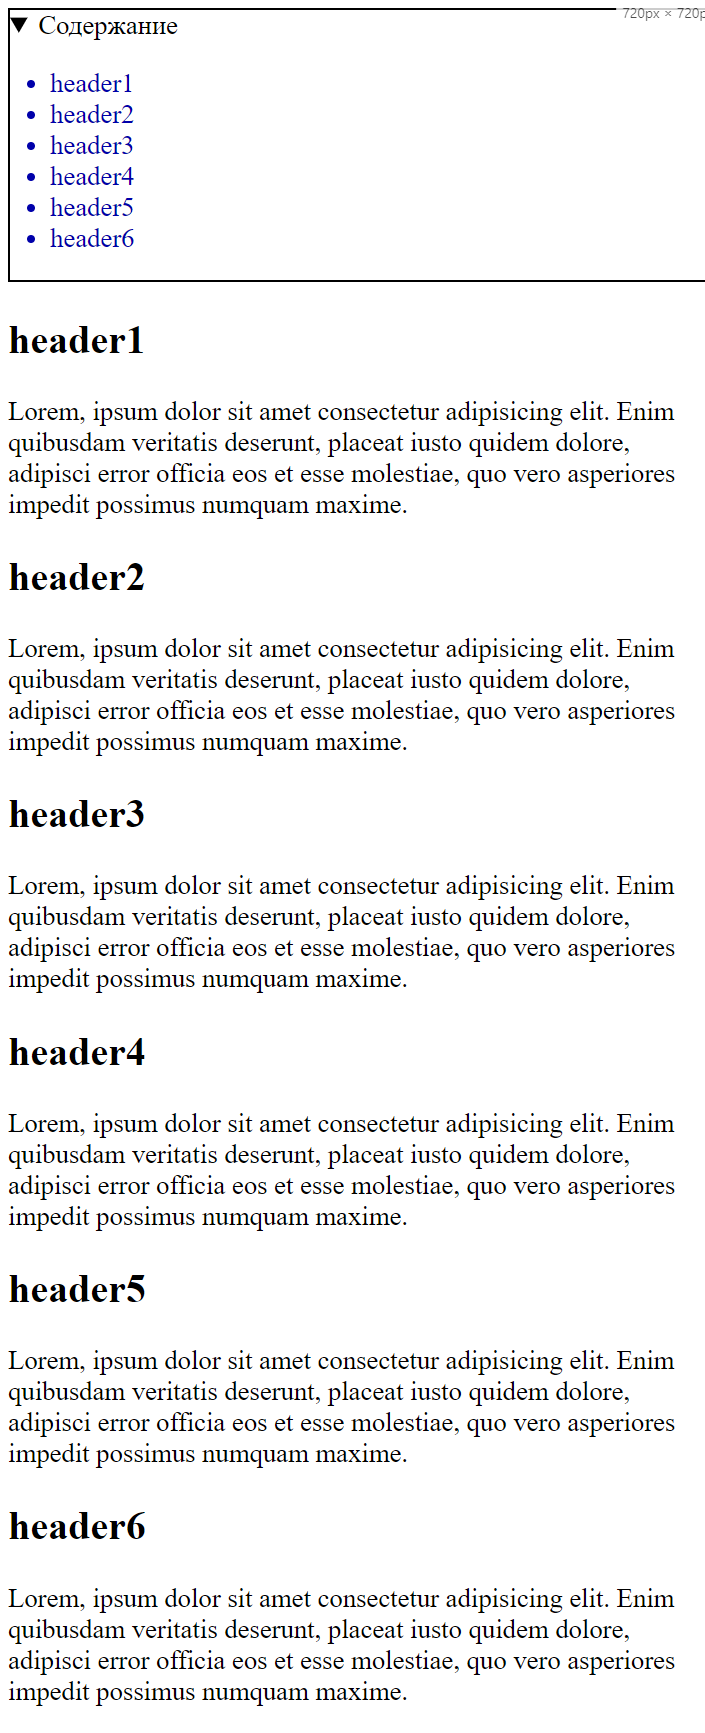 720px × 720p
Содержание
header1
header2
header3
header4
header5
header6
header1
Lorem, ipsum dolor sit amet consectetur adipisicing elit. Enim
quibusdam veritatis deserunt, placeat iusto quidem dolore,
adipisci error officia eos et esse molestiae, quo vero asperiores
impedit possimus numquam maxime.
header2
Lorem, ipsum dolor sit amet consectetur adipisicing elit. Enim
quibusdam veritatis deserunt, placeat iusto quidem dolore,
adipisci error officia eos et esse molestiae, quo vero asperiores
impedit possimus numquam maxime.
header3
Lorem, ipsum dolor sit amet consectetur adipisicing elit. Enim
quibusdam veritatis deserunt, placeat iusto quidem dolore,
adipisci error officia eos et esse molestiae, quo vero asperiores
impedit possimus numquam maxime.
header4
Lorem, ipsum dolor sit amet consectetur adipisicing elit. Enim
quibusdam veritatis deserunt, placeat iusto quidem dolore,
adipisci error officia eos et esse molestiae, quo vero asperiores
impedit possimus numquam maxime.
header5
Lorem, ipsum dolor sit amet consectetur adipisicing elit. Enim
quibusdam veritatis deserunt, placeat iusto quidem dolore,
adipisci error officia eos et esse molestiae, quo vero asperiores
impedit possimus numquam maxime.
header6
Lorem, ipsum dolor sit amet consectetur adipisicing elit. Enim
quibusdam veritatis deserunt, placeat iusto quidem dolore,
adipisci error officia eos et esse molestiae, quo vero asperiores
impedit possimus numquam maxime.